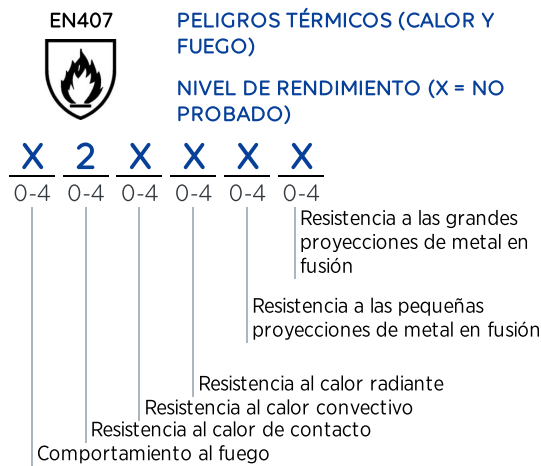 EN407
PELIGROS TÉRMICOS (CALOR Y
FUEGO)
NIVEL DE RENDIMIENTO (X = NO
PROBADO)
X 2 X X X X
0-4 0-4 0-4 0-4 0-4 0-4
Resistencia a las grandes
proyecciones de metal en
fusión
Resistencia a las pequeñas
proyecciones de metal en fusión
Resistencia al calor radiante
Resistencia al calor convectivo
Resistencia al calor de contacto
Comportamiento al fuego